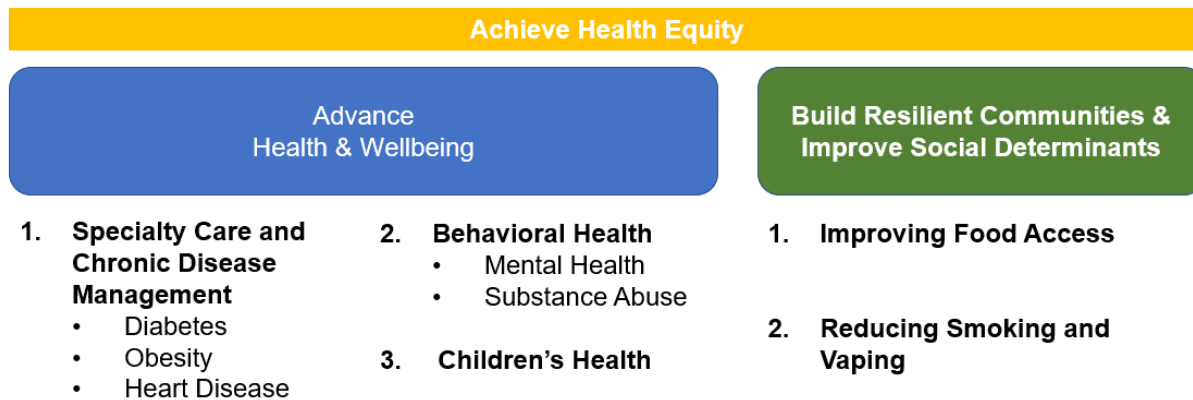 Achieve Health Equity
Advance
Health & Wellbeing
1. Specialty Care and
Chronic Disease
Management
• Diabetes
• Obesity
• Heart Disease
2. Behavioral Health
• Mental Health
• Substance Abuse
3. Children’s Health
Build Resilient Communities &
Improve Social Determinants
1. Improving Food Access
2. Reducing Smoking and
Vaping